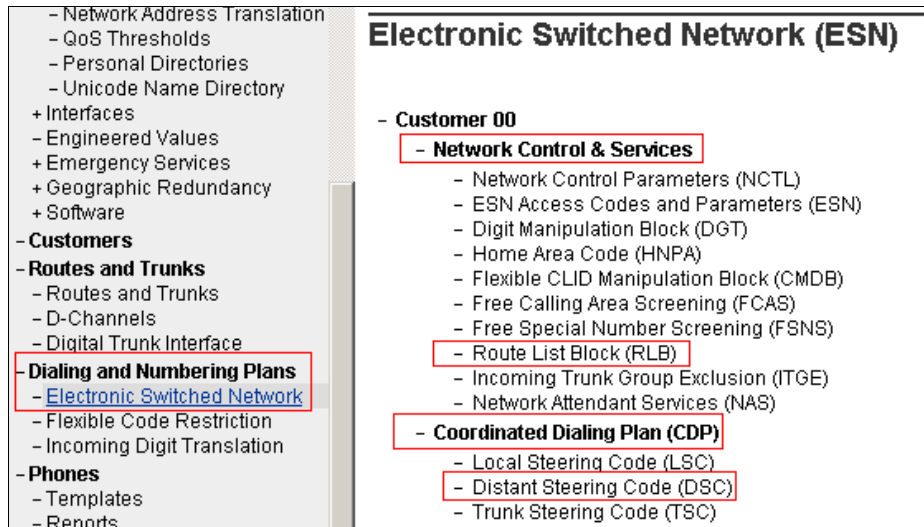 – Network Address Translation
– QoS Thresholds
– Personal Directories
– Unicode Name Directory
+ Interfaces
– Engineered Values
+ Emergency Services
+ Geographic Redundancy
+ Software
– Customers
– Routes and Trunks
– Routes and Trunks
– D-Channels
– Digital Trunk Interface
– Dialing and Numbering Plans
– Electronic Switched Network
– Flexible Code Restriction
– Incoming Digit Translation
– Phones
– Templates
– Reports
Electronic Switched Network (ESN)
– Customer 00
– Network Control & Services
– Network Control Parameters (NCTL)
– ESN Access Codes and Parameters (ESN)
– Digit Manipulation Block (DGT)
– Home Area Code (HNPA)
– Flexible CLID Manipulation Block (CMDB)
– Free Calling Area Screening (FCAS)
– Free Special Number Screening (FSNS)
– Route List Block (RLB)
– Incoming Trunk Group Exclusion (ITGE)
– Network Attendant Services (NAS)
– Coordinated Dialing Plan (CDP)
– Local Steering Code (LSC)
– Distant Steering Code (DSC)
– Trunk Steering Code (TSC)